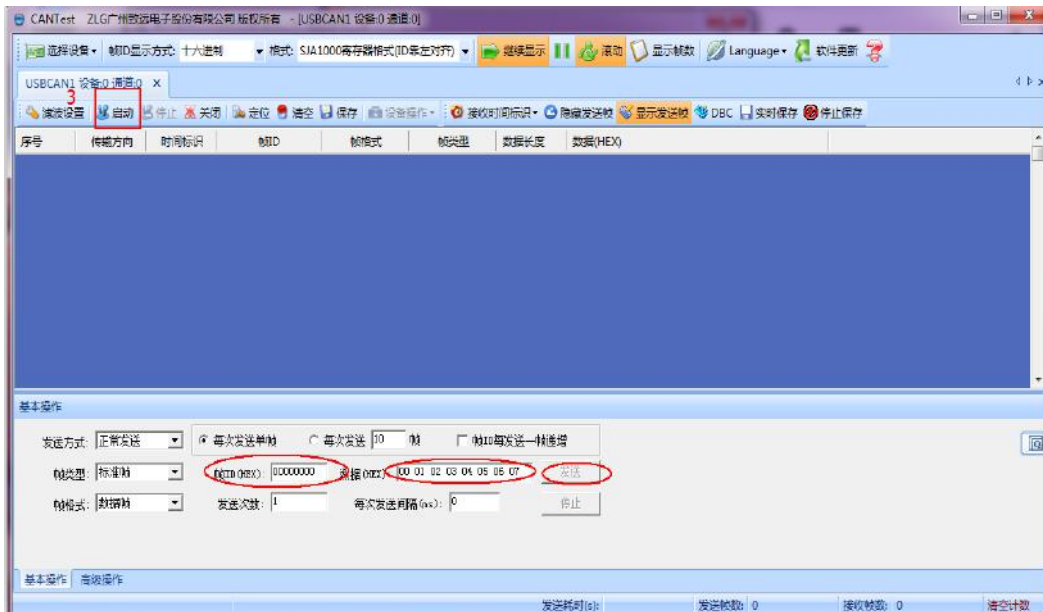 CANTest ZLG广州致远电子股份有限公司 版权所有 - [USBCAN1 设备:0 通道:0]
选择设备 帧ID显示方式: 十六进制 格式: SJA1000寄存器格式(ID靠左对齐) 继续显示 滚动 显示帧数 Language 软件更新
USBCAN1 设备:0 通道:0 X
3
滤波设置 启动 停止 关闭 定位 清空 保存 设备操作 接收时间标识 隐藏发送帧 显示发送帧 DBC 实时保存 停止保存
序号 传输方向 时间标识 帧ID 帧格式 帧类型 数据长度 数据(HEX)
基本操作
发送方式: 正常发送 每次发送单帧 每次发送 10 帧 帧ID每发送一帧递增
帧类型: 标准帧 帧ID(HEX): 00000000 数据(HEX): 00 01 02 03 04 05 06 07 发送
帧格式: 数据帧 发送次数: 1 每次发送间隔(ms): 0 停止
基本操作 高级操作
发送耗时(s): 发送帧数: 0 接收帧数: 0 清空计数